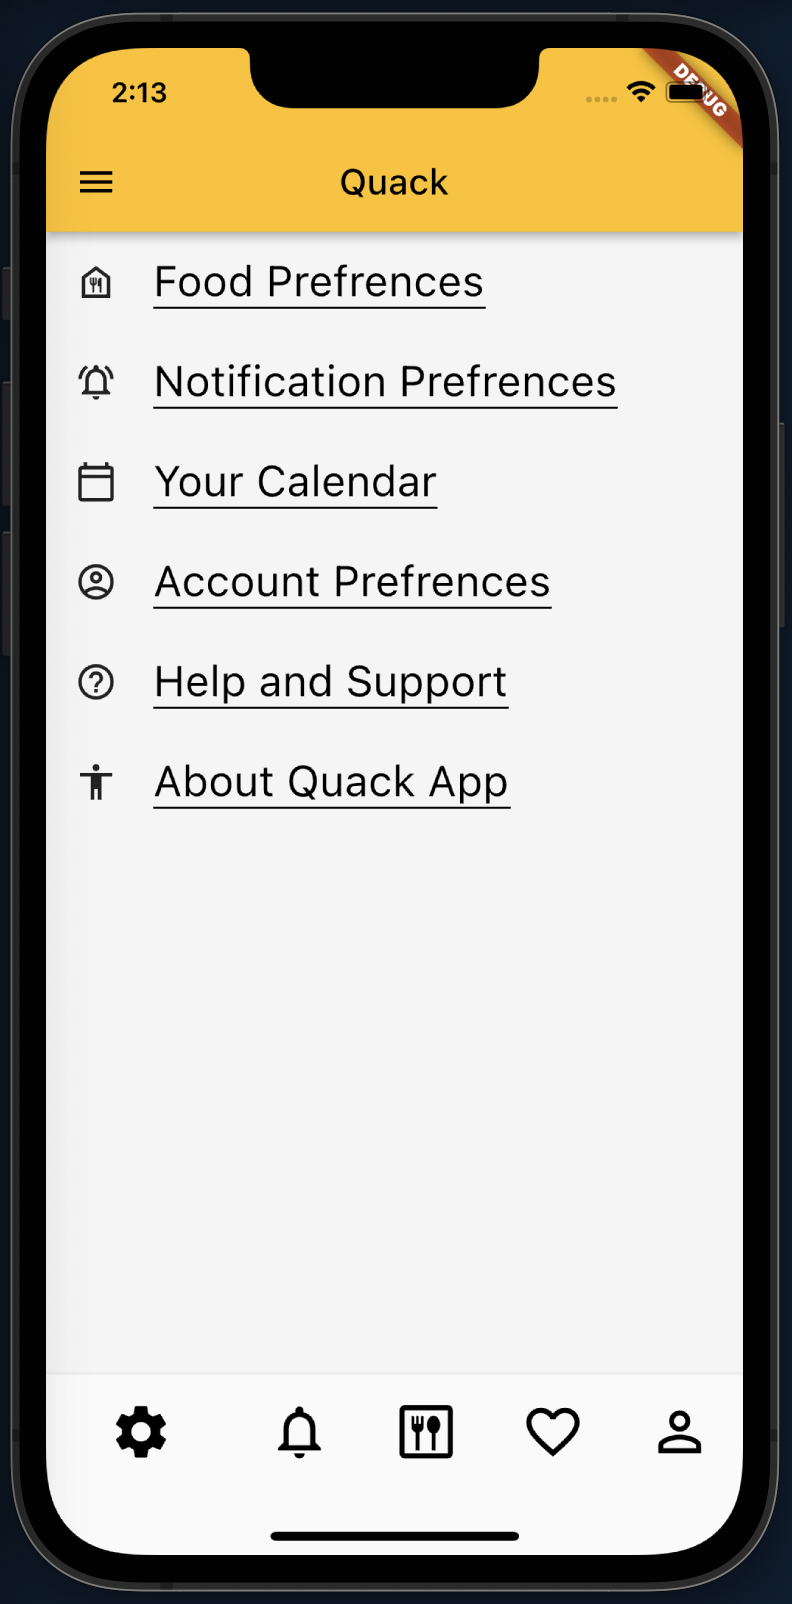 2:13
DEBUG
Quack
Food Prefrences
Notification Prefrences
Your Calendar
Account Prefrences
Help and Support
About Quack App